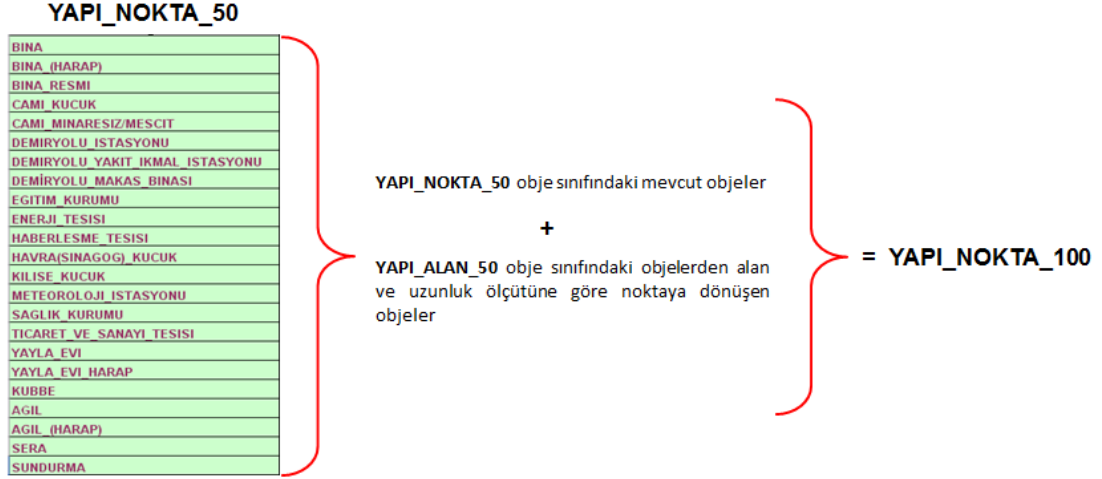 YAPI_NOKTA_50
BINA
BINA_(HARAP)
BINA_RESMI
CAMI_KUCUK
CAMI_MINARESIZ/MESCIT
DEMIRYOLU_ISTASYONU
DEMIRYOLU_YAKIT_IKMAL_ISTASYONU
DEMİRYOLU_MAKAS_BINASI
EGITIM_KURUMU
ENERJI_TESISI
HABERLESME_TESISI
HAVRA(SINAGOG)_KUCUK
KILISE_KUCUK
METEOROLOJI_ISTASYONU
SAGLIK_KURUMU
TICARET_VE_SANAYI_TESISI
YAYLA_EVI
YAYLA_EVI_HARAP
KUBBE
AGIL
AGIL_(HARAP)
SERA
SUNDURMA
YAPI_NOKTA_50 obje sınıfındaki mevcut objeler
+
YAPI_ALAN_50 obje sınıfındaki objelerden alan
ve uzunluk ölçütüne göre noktaya dönüşen
objeler
= YAPI_NOKTA_100